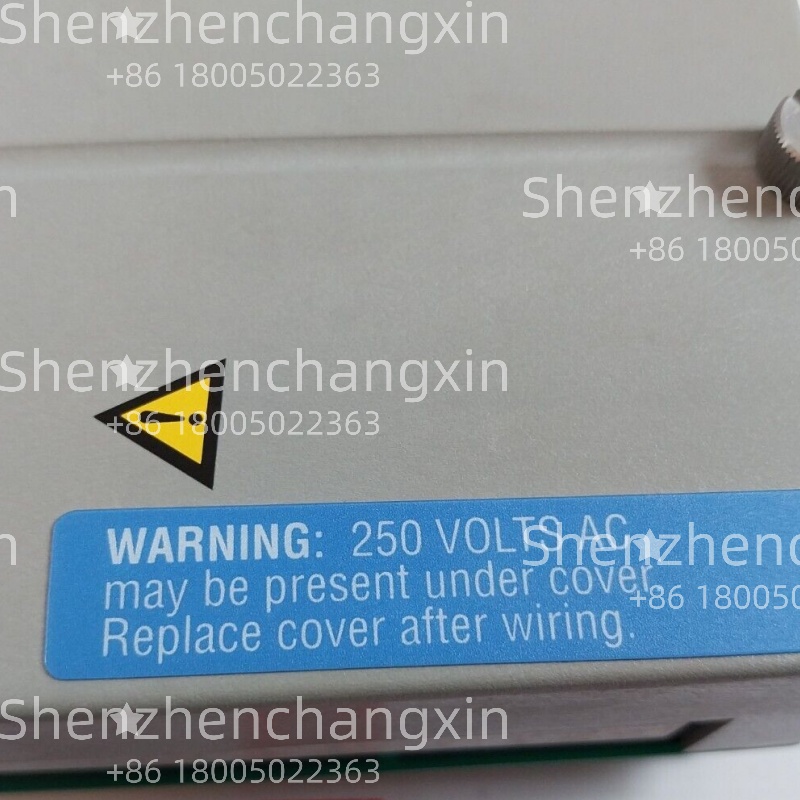 Shenzhenchangxin
+86 18005022363
Shenzhenc
+86 180050
n
Shenzhenchangxin
+86 18005022363
!
WARNING: 250 VOLTS AC
may be present under cover.
Replace cover after wiring.
n
Shenzhenc
+86 180050
Shenzhenchangxin
+86 18005022363